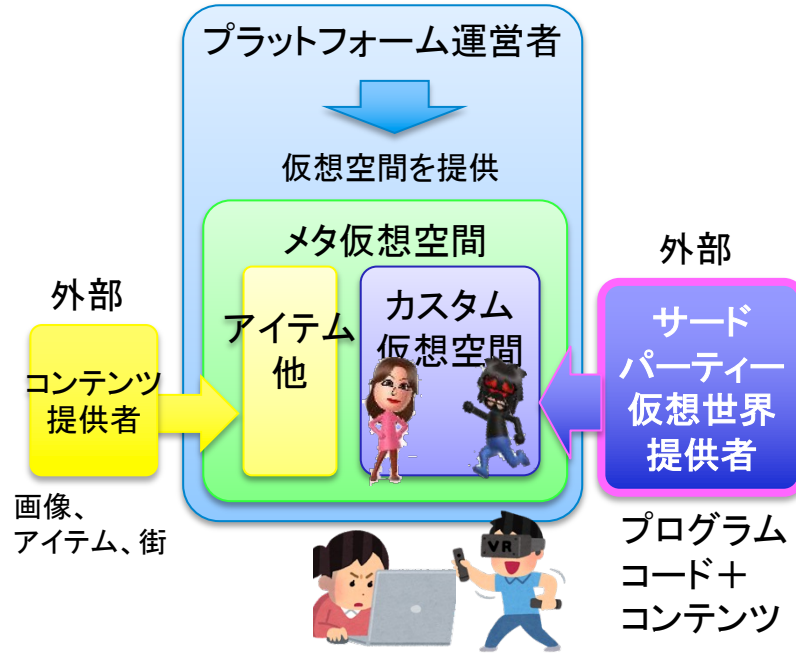 プラットフォーム運営者
仮想空間を提供
メタ仮想空間
外部
アイテム
他
カスタム
仮想空間
外部
コンテンツ
提供者
サード
パーティー
仮想世界
提供者
画像、
アイテム、街
VR
プログラム
コード＋
コンテンツ